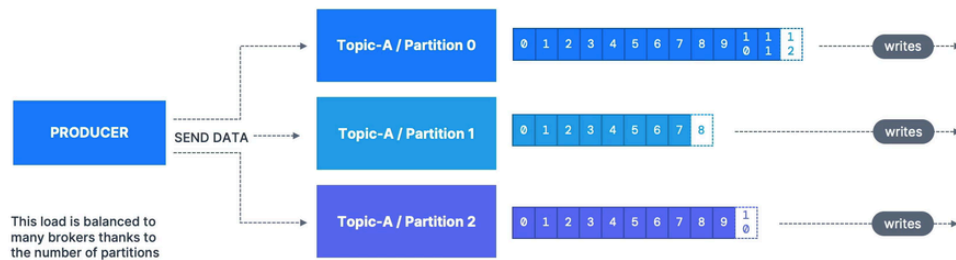 Topic-A / Partition 0
0 1 2 3 4 5 6 7 8 9 10 11 12
writes
PRODUCER
SEND DATA
Topic-A / Partition 1
0 1 2 3 4 5 6 7 8
writes
This load is balanced to
many brokers thanks to
the number of partitions
Topic-A / Partition 2
0 1 2 3 4 5 6 7 8 9 10
writes